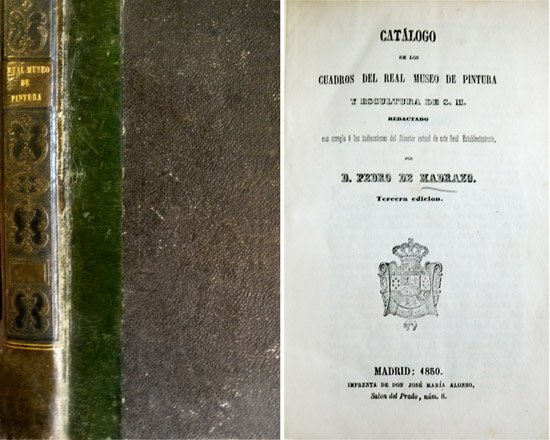 REAL MUSEO
DE
PINTURA
CATÁLOGO
DE LOS
CUADROS DEL REAL MUSEO DE PINTURA
Y ESCULTURA DE S. M.
REDACTADO
con arreglo á las indicaciones del Director actual de este Real Establecimiento,
POR
D. PEDRO DE MADRAZO.
Tercera edicion.
MADRID: 1850.
IMPRENTA DE DON JOSÉ MARÍA ALONSO,
Salon del Prado, núm. 8.